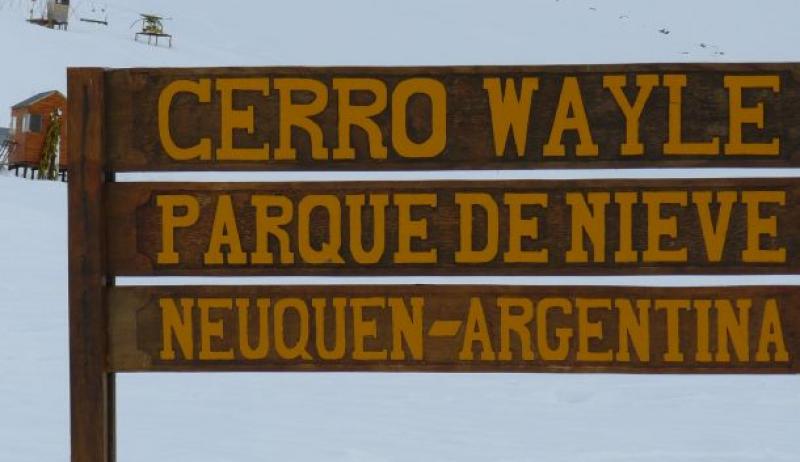 CERRO WAYLE
PARQUE DE NIEVE
NEUQUEN-ARGENTINA